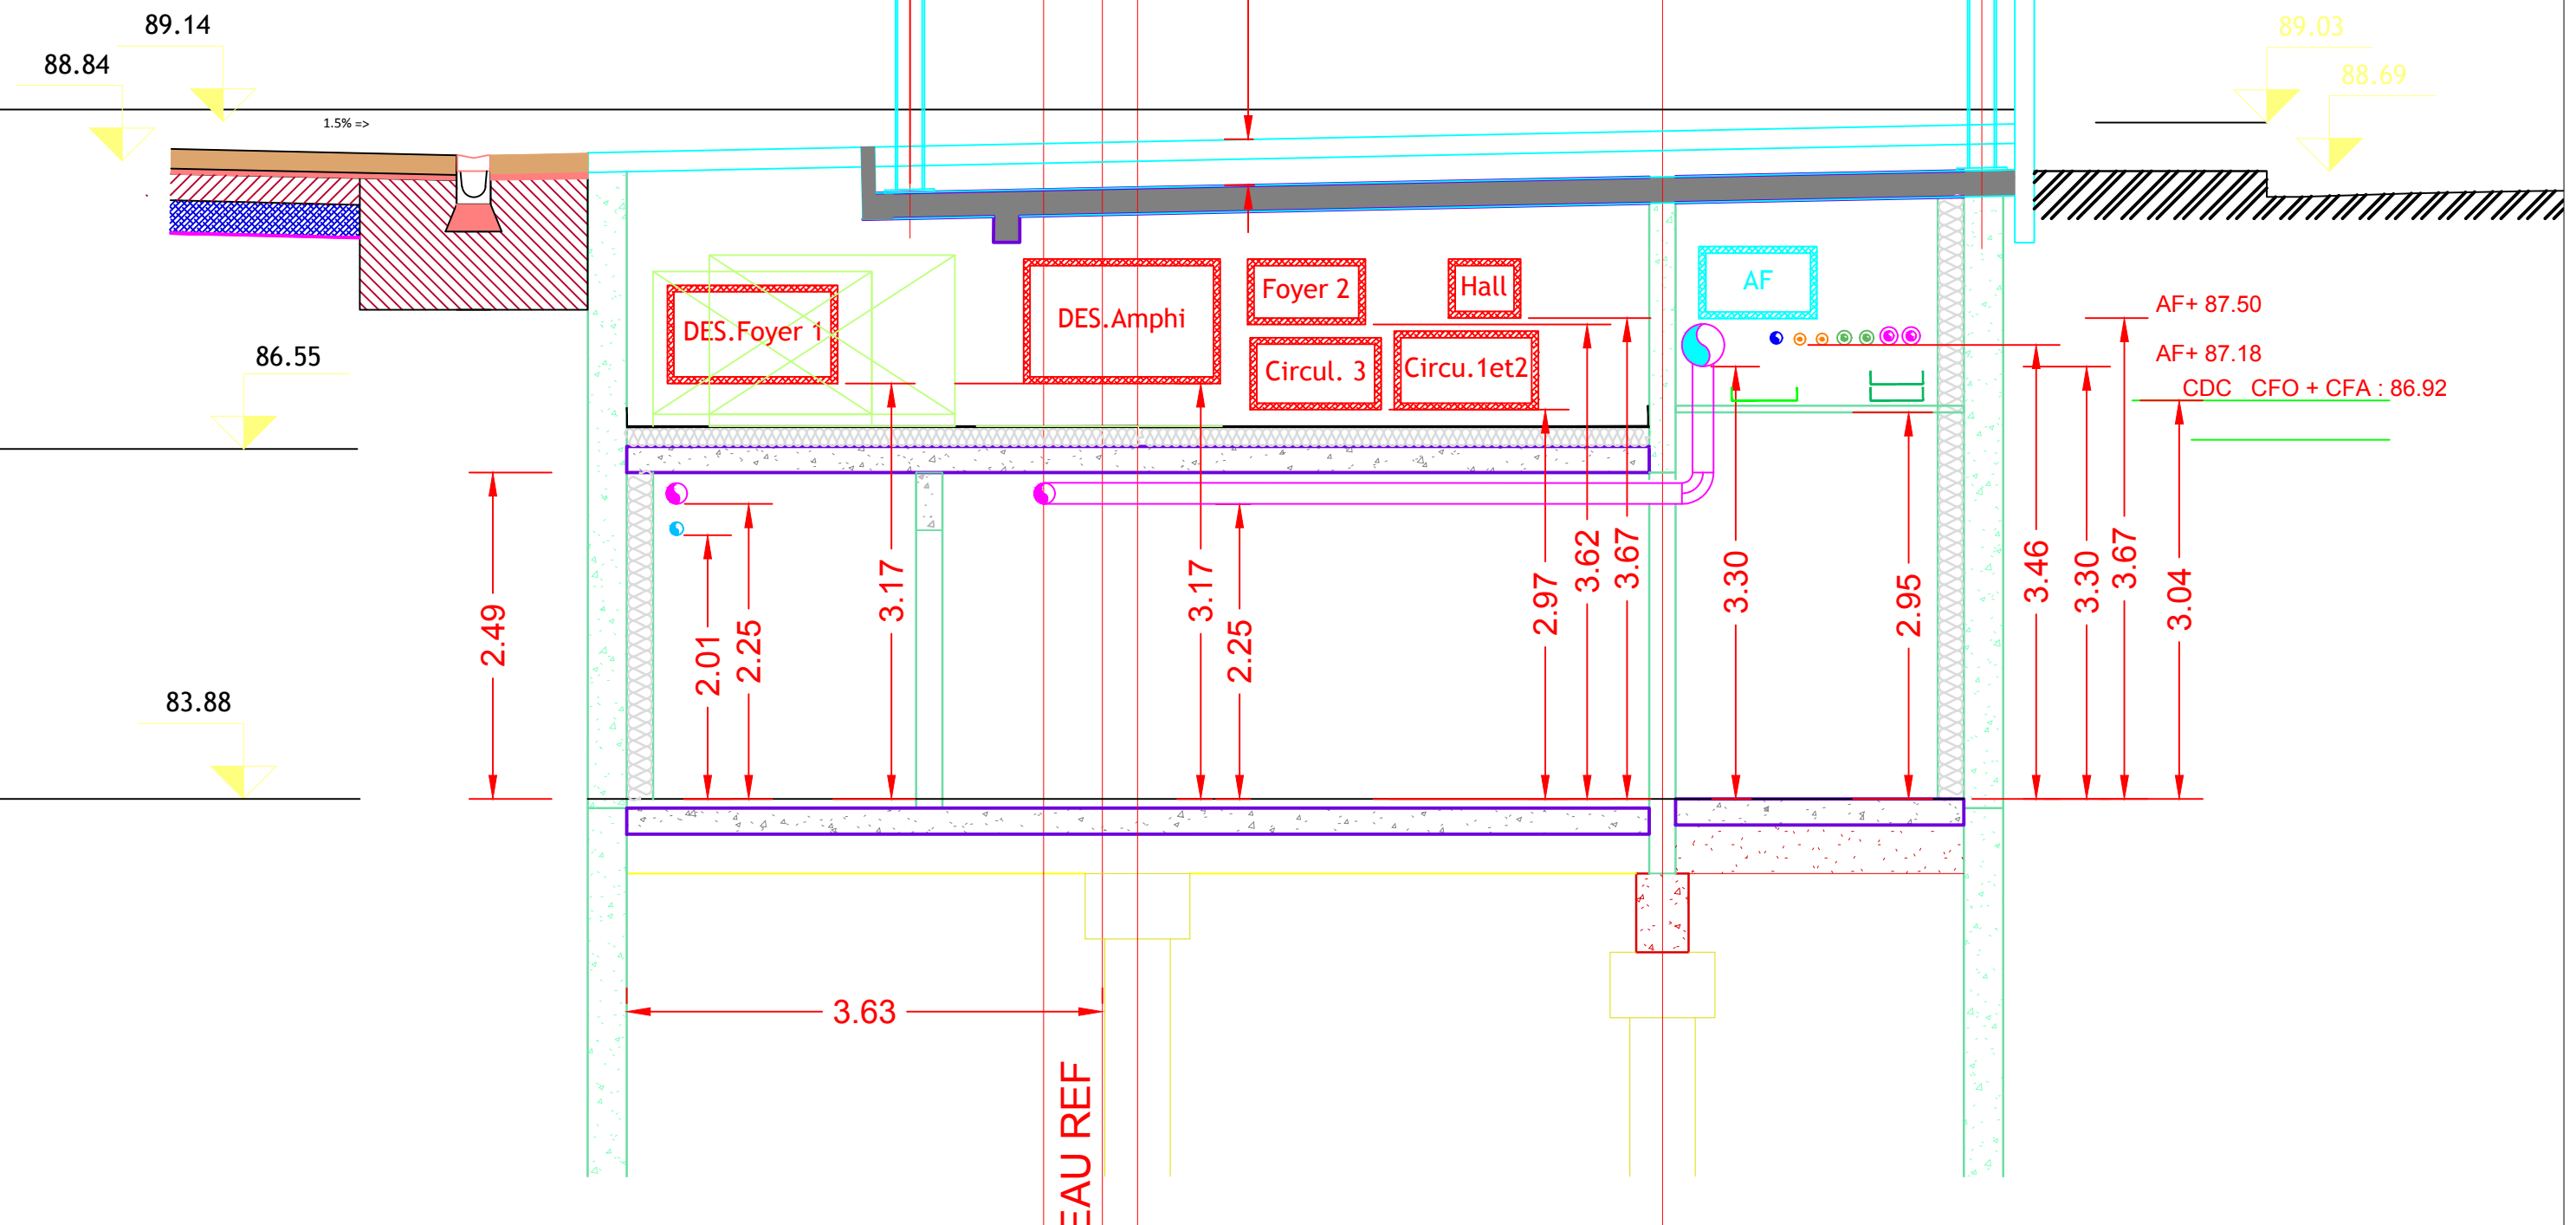 89.14
88.84
89.03
88.69
1.5% =>
DES.Foyer 1
DES.Amphi
Foyer 2
Hall
AF
Circul. 3
Circu.1et2
AF+ 87.50
AF+ 87.18
CDC CFO + CFA : 86.92
86.55
83.88
2.49
2.01
2.25
3.17
3.17
2.25
2.97
3.62
3.67
3.30
2.95
3.46
3.30
3.67
3.04
3.63
EAU REF